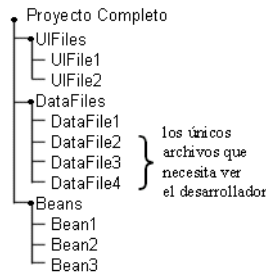 Proyecto Completo
UIFiles
UIFile1
UIFile2
DataFiles
DataFile1
DataFile2
DataFile3
DataFile4
los únicos
archivos que
necesita ver
el desarrollador
Beans
Bean1
Bean2
Bean3